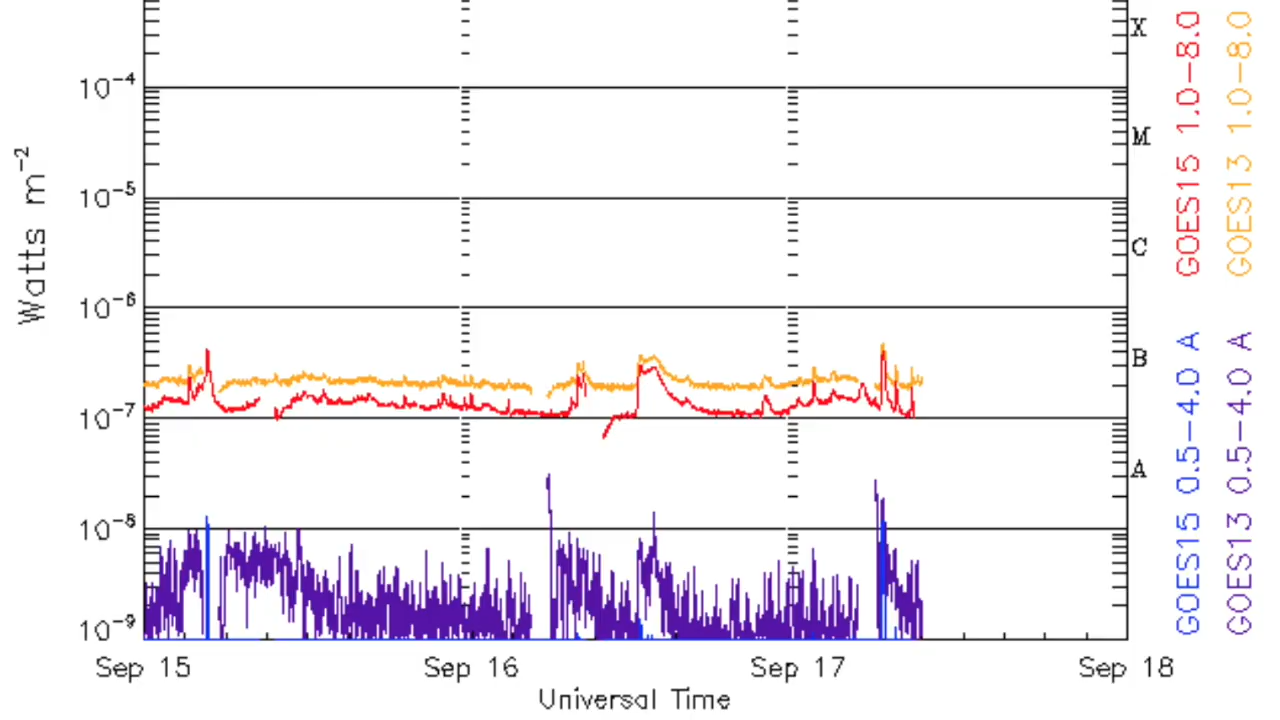 Watts m⁻²
10⁻⁴
10⁻⁵
10⁻⁶
10⁻⁷
10⁻⁸
10⁻⁹
X
M
C
B
A
Sep 15 Sep 16 Sep 17 Sep 18
Universal Time
GOES15 0.5–4.0 A GOES15 1.0–8.0
GOES13 0.5–4.0 A GOES13 1.0–8.0